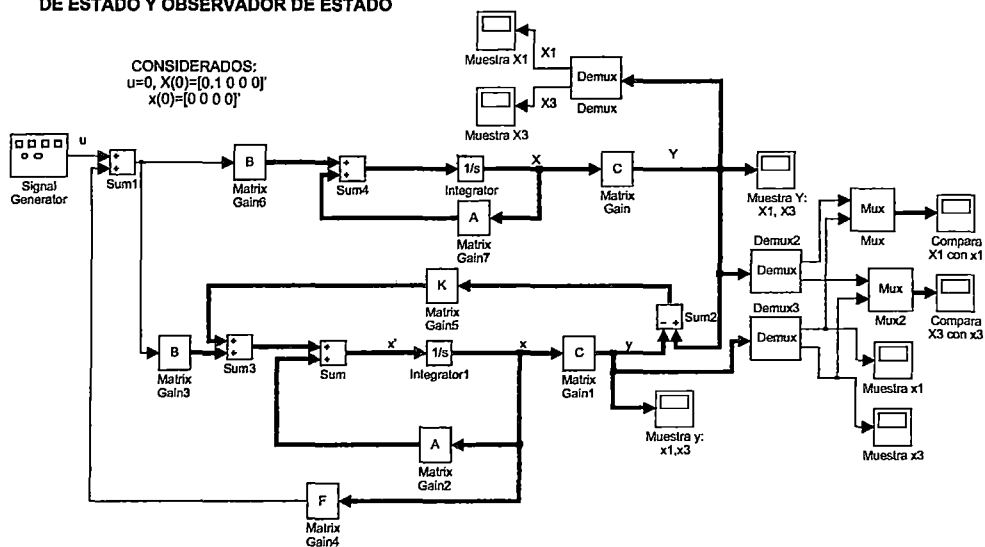 DE ESTADO Y OBSERVADOR DE ESTADO
CONSIDERADOS:
u=0, X(0)=[0.1 0 0 0]'
x(0)=[0 0 0 0]'
X1
Muestra X1
Demux
Demux
X3
Muestra X3
u
Signal
Generator
Sum1
B
Matrix
Gain6
Sum4
1/s
Integrator
X
C
Matrix
Gain
Y
Muestra Y:
X1, X3
A
Matrix
Gain7
Mux
Mux
Compara
X1 con x1
Demux2
Demux
Mux
Mux2
Compara
X3 con x3
Demux3
Demux
K
Matrix
Gain5
Sum2
B
Matrix
Gain3
Sum3
Sum
x'
1/s
Integrator1
x
C
Matrix
Gain1
y
Muestra x1
Muestra y:
x1,x3
Muestra x3
A
Matrix
Gain2
F
Matrix
Gain4